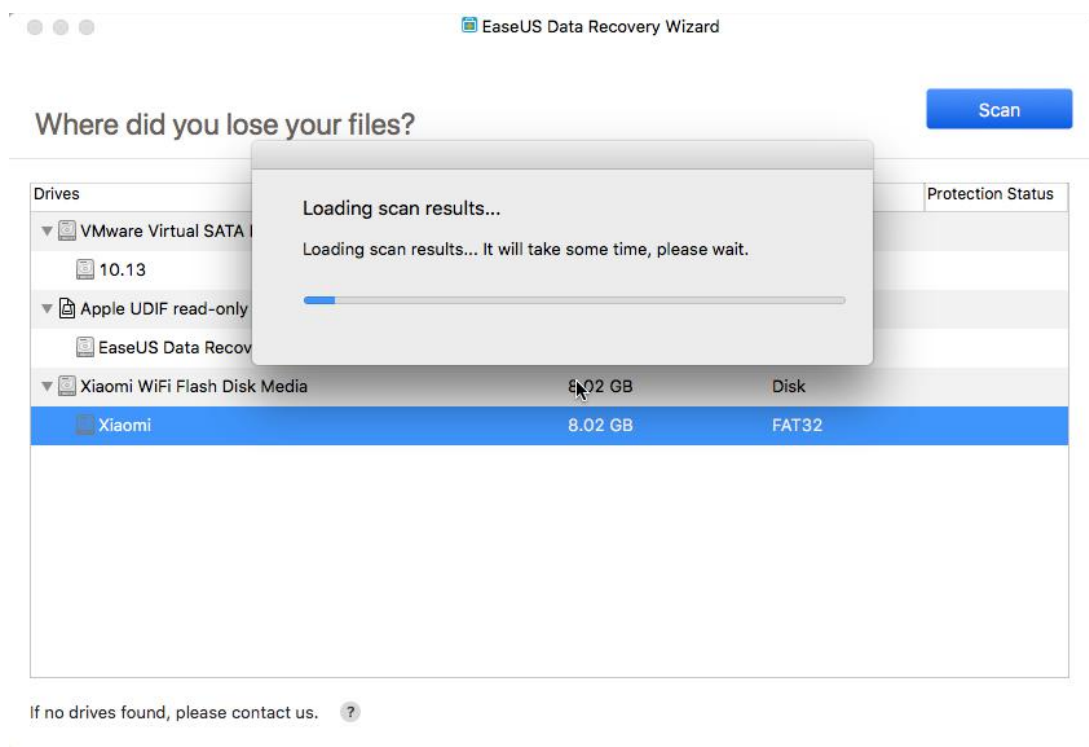 EaseUS Data Recovery Wizard
Where did you lose your files?
Scan
Loading scan results...
Loading scan results... It will take some time, please wait.
Drives
Protection Status
VMware Virtual SATA
10.13
Apple UDIF read-only
EaseUS Data Recov
Xiaomi WiFi Flash Disk Media 8.02 GB Disk
Xiaomi 8.02 GB FAT32
If no drives found, please contact us. ?